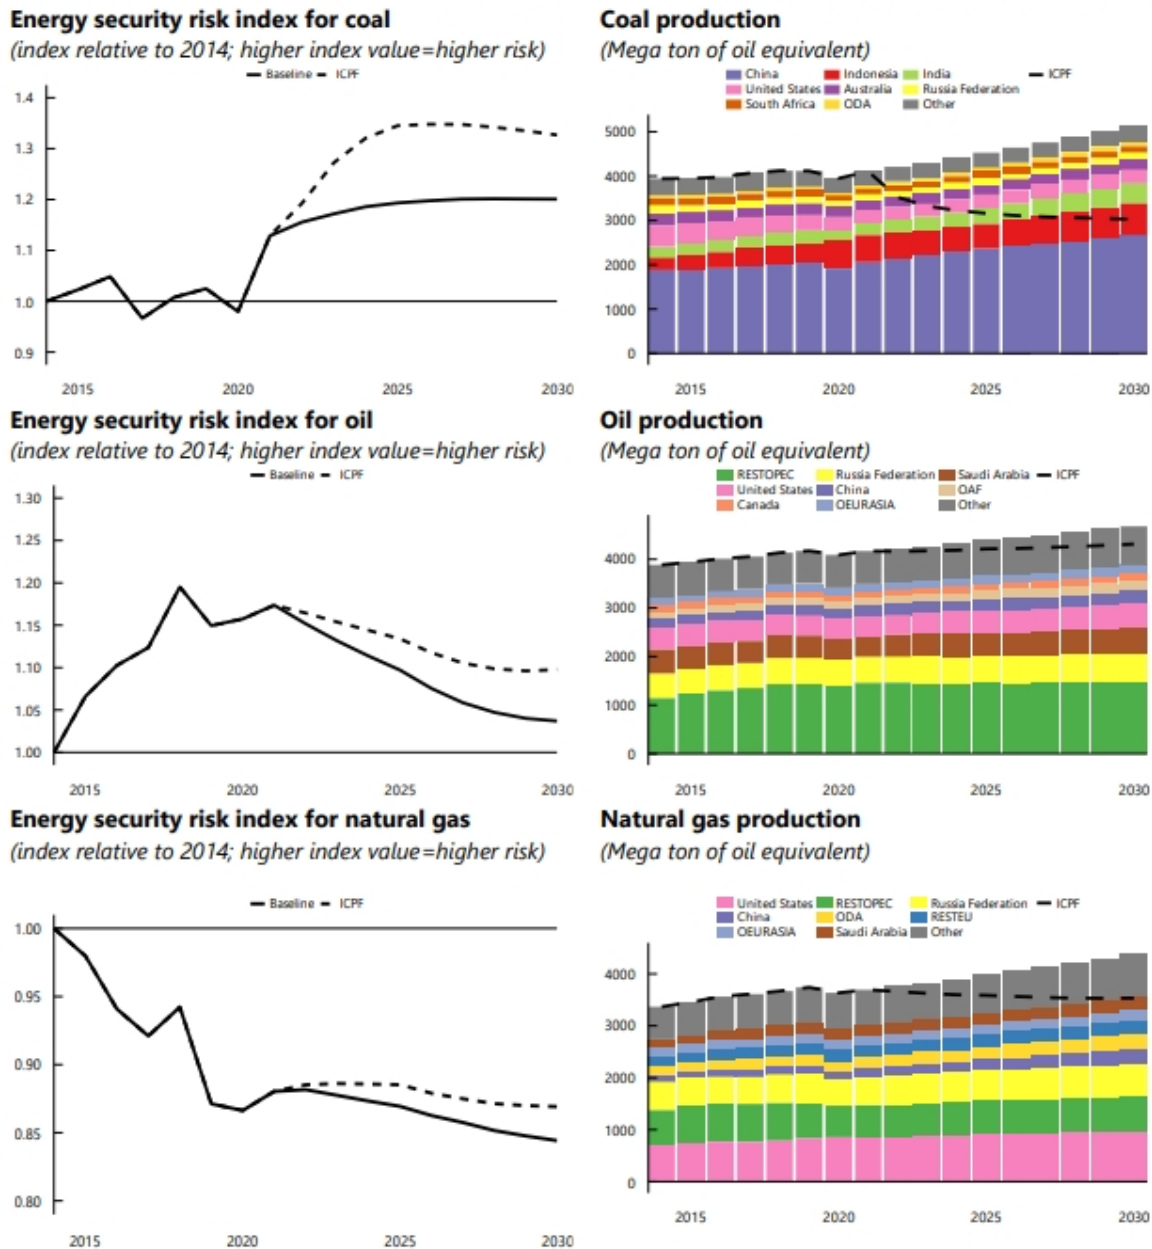 Energy security risk index for coal
(index relative to 2014; higher index value=higher risk)
Baseline ICPF
1.4
1.3
1.2
1.1
1.0
0.9
2015 2020 2025 2030
Coal production
(Mega ton of oil equivalent)
China Indonesia India ICPF
United States Australia Russia Federation
South Africa ODA Other
5000
4000
3000
2000
1000
0
2015 2020 2025 2030
Energy security risk index for oil
(index relative to 2014; higher index value=higher risk)
Baseline ICPF
1.30
1.25
1.20
1.15
1.10
1.05
1.00
2015 2020 2025 2030
Oil production
(Mega ton of oil equivalent)
RESTOPEC Russia Federation Saudi Arabia ICPF
United States China OAF
Canada OEURASIA Other
4000
3000
2000
1000
0
2015 2020 2025 2030
Energy security risk index for natural gas
(index relative to 2014; higher index value=higher risk)
Baseline ICPF
1.00
0.95
0.90
0.85
0.80
2015 2020 2025 2030
Natural gas production
(Mega ton of oil equivalent)
United States RESTOPEC Russia Federation ICPF
China ODA RESTEU
OEURASIA Saudi Arabia Other
4000
3000
2000
1000
0
2015 2020 2025 2030